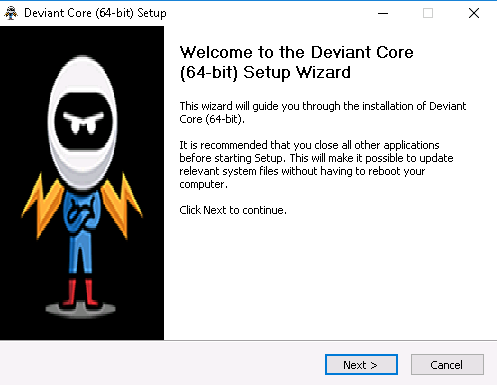 Deviant Core (64-bit) Setup
Welcome to the Deviant Core
(64-bit) Setup Wizard
This wizard will guide you through the installation of Deviant
Core (64-bit).
It is recommended that you close all other applications
before starting Setup. This will make it possible to update
relevant system files without having to reboot your
computer.
Click Next to continue.
Next >
Cancel